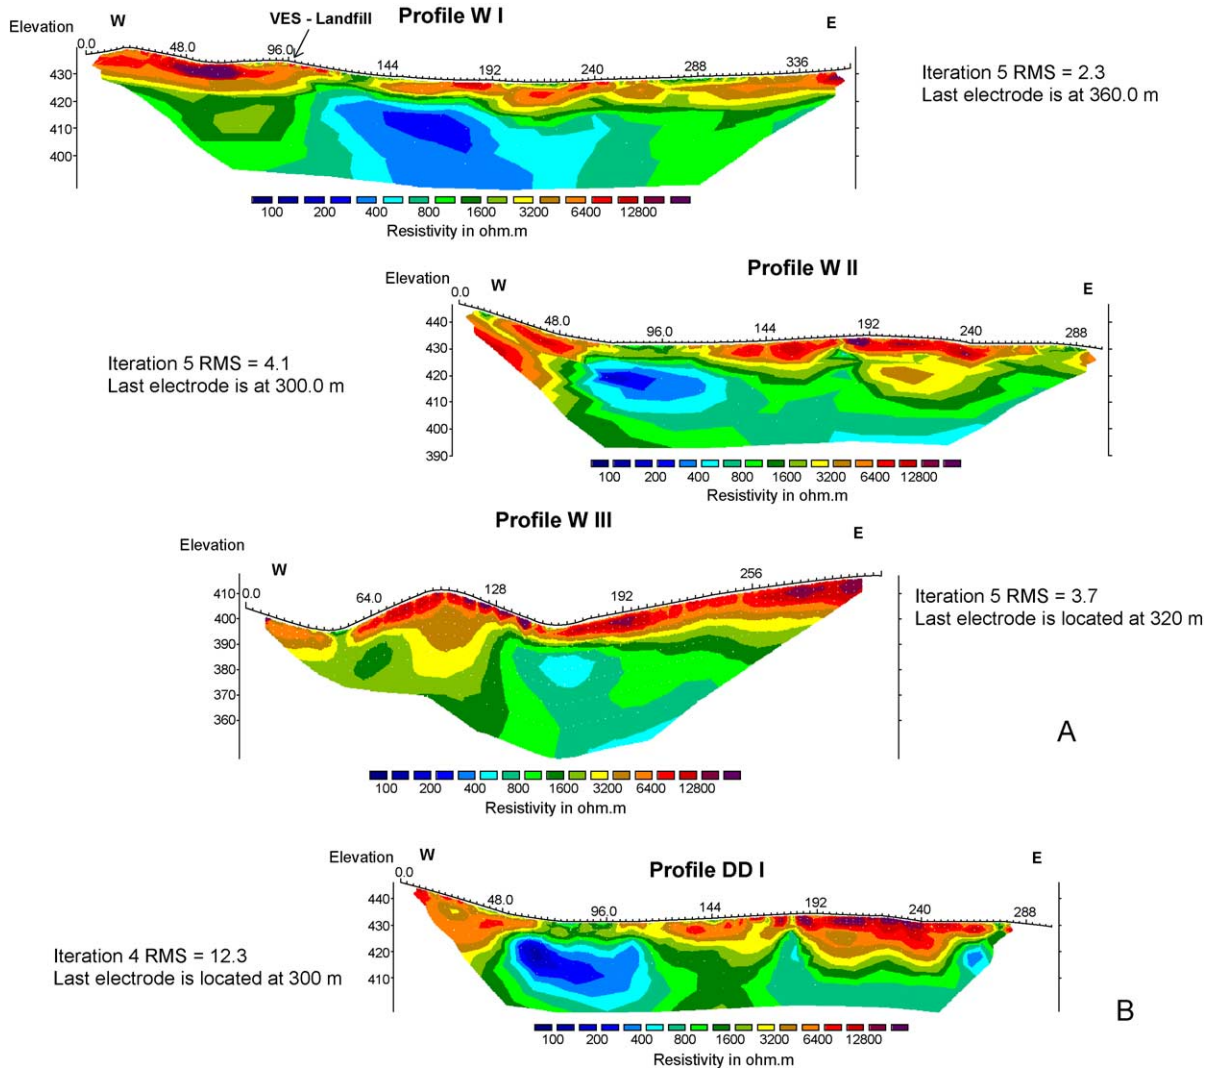 VES - Landfill
Profile W I
Elevation
W
E
0.0 48.0 96.0 144 192 240 288 336
430
420
410
400
Iteration 5 RMS = 2.3
Last electrode is at 360.0 m
100 200 400 800 1600 3200 6400 12800
Resistivity in ohm.m
Profile W II
Elevation
W
E
0.0 48.0 96.0 144 192 240 288
440
430
420
410
400
390
Iteration 5 RMS = 4.1
Last electrode is at 300.0 m
100 200 400 800 1600 3200 6400 12800
Resistivity in ohm.m
Profile W III
Elevation
W
E
0.0 64.0 128 192 256
410
400
390
380
370
360
Iteration 5 RMS = 3.7
Last electrode is located at 320 m
A
100 200 400 800 1600 3200 6400 12800
Resistivity in ohm.m
Profile DD I
Elevation
W
E
0.0 48.0 96.0 144 192 240 288
440
430
420
410
Iteration 4 RMS = 12.3
Last electrode is located at 300 m
B
100 200 400 800 1600 3200 6400 12800
Resistivity in ohm.m